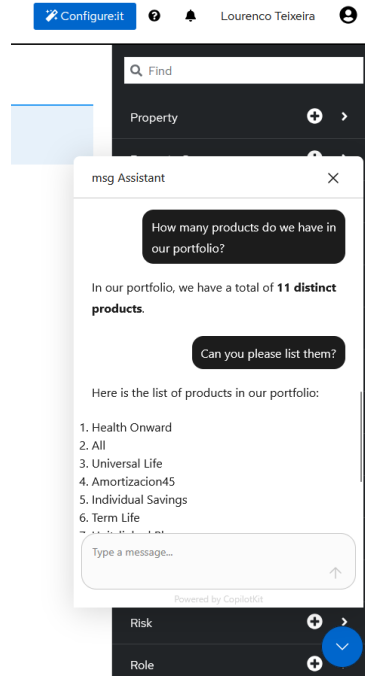 Configure:it
Lourenco Teixeira
Find
Property
msg Assistant
How many products do we have in
our portfolio?
In our portfolio, we have a total of 11 distinct
products.
Can you please list them?
Here is the list of products in our portfolio:
1. Health Onward
2. All
3. Universal Life
4. Amortizacion45
5. Individual Savings
6. Term Life
Type a message...
Powered by CopilotKit
Risk
Role